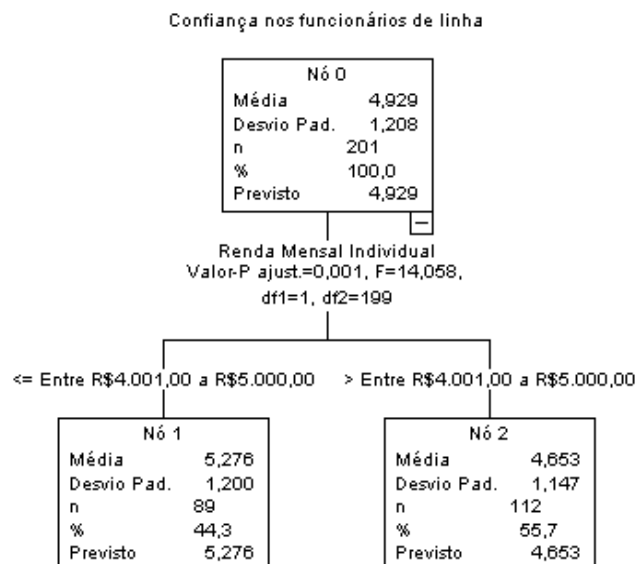 Confiança nos funcionários de linha
Nó 0
Média 4,929
Desvio Pad. 1,208
n 201
% 100,0
Previsto 4,929
Renda Mensal Individual
Valor-P ajust.=0,001, F=14,058,
df1=1, df2=199
<= Entre R$4.001,00 a R$5.000,00
> Entre R$4.001,00 a R$5.000,00
Nó 1
Média 5,276
Desvio Pad. 1,200
n 89
% 44,3
Previsto 5,276
Nó 2
Média 4,653
Desvio Pad. 1,147
n 112
% 55,7
Previsto 4,653